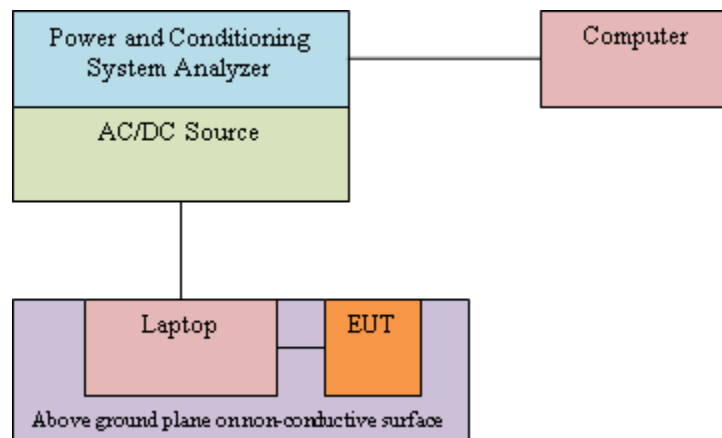 Power and Conditioning
System Analyzer
Computer
AC/DC Source
Laptop
EUT
Above ground plane on non-conductive surface